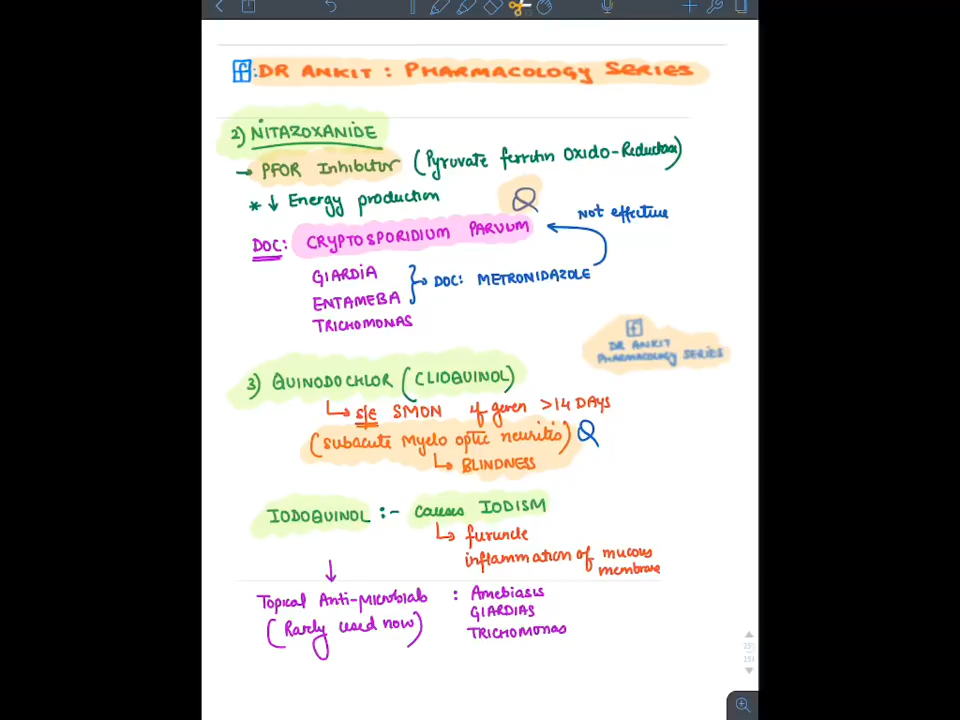 f:DR ANKIT: PHARMACOLOGY SERIES
2) NITAZOXANIDE
→ PFOR Inhibitor (Pyruvate ferruhn Oxido-Reductase)
* ↓ Energy production
Q
Not effective
DOC: CRYPTOSPORIDIUM PARVUM
GIARDIA
ENTAMEBA
→ DOC: METRONIDAZOLE
TRICHOMONAS
f
DR ANKIT
PHARMACOLOGY SERIES
3) QUINODOCHLOR (CLIOQUINOL)
↳ s/e SMON if given >14 DAYS
(subacute Myelo optic neuritis) Q
↳ BLINDNESS
IODOQUINOL :- causes IODISM
↳ furuncle
inflammation of mucous
membrane
↓
Topical Anti-Microbials : Amebiasis
(Rarly used now) GIARDIAS
TRICHOMONAS